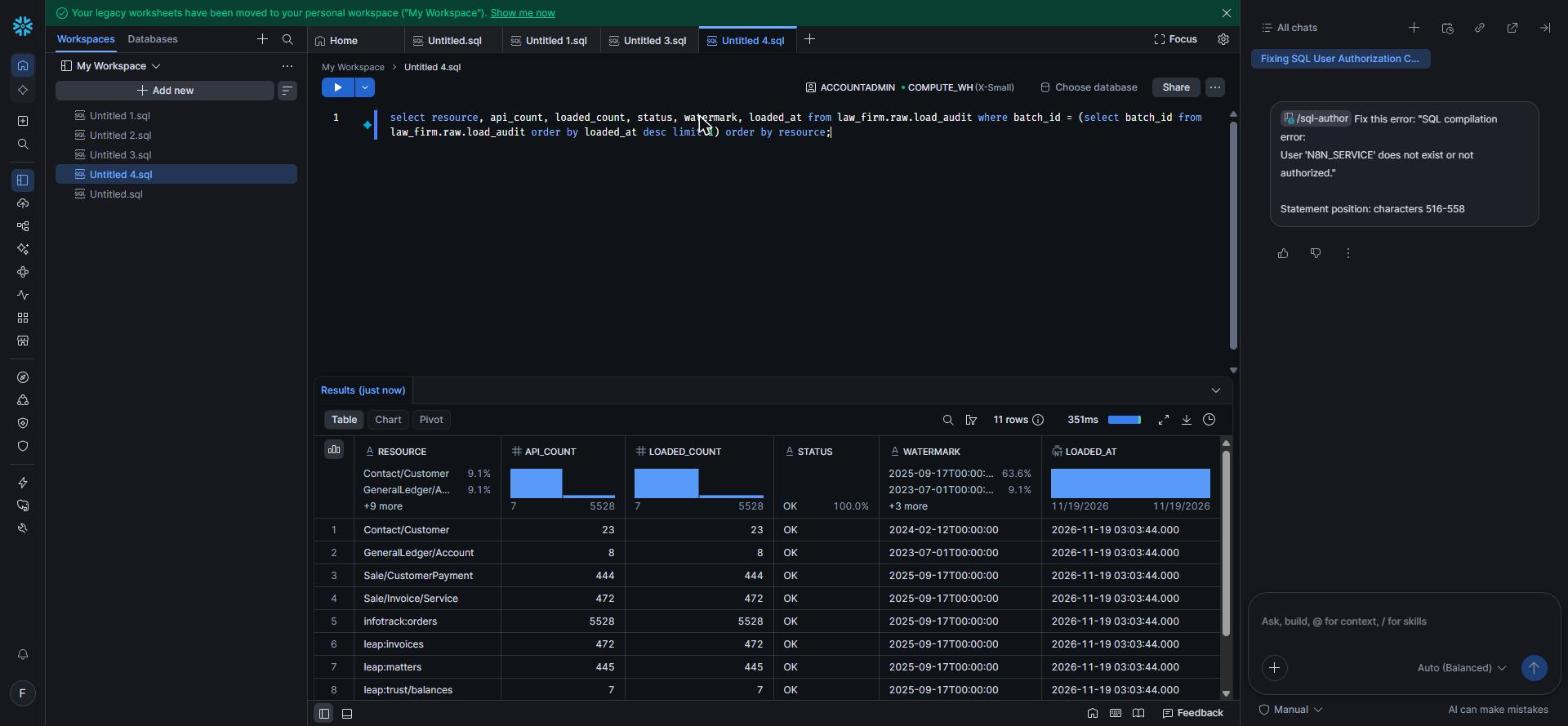 Your legacy worksheets have been moved to your personal workspace ("My Workspace"). Show me now
Workspaces Databases
My Workspace
Add new
Untitled 1.sql
Untitled 2.sql
Untitled 3.sql
Untitled 4.sql
Untitled.sql
F
Home Untitled.sql Untitled 1.sql Untitled 3.sql Untitled 4.sql
Focus
My Workspace > Untitled 4.sql
ACCOUNTADMIN • COMPUTE_WH (X-Small) Choose database Share
1 select resource, api_count, loaded_count, status, watermark, loaded_at from law_firm.raw.load_audit where batch_id = (select batch_id from
law_firm.raw.load_audit order by loaded_at desc limit 1) order by resource;
Results (just now)
Table Chart Pivot
11 rows 351ms
RESOURCE API_COUNT LOADED_COUNT STATUS WATERMARK LOADED_AT
Contact/Customer 9.1% 2025-09-17T00:00:... 63.6%
GeneralLedger/A... 9.1% 2023-07-01T00:00:... 9.1%
+9 more 7 5528 7 5528 OK 100.0% +3 more 11/19/2026 11/19/2026
1 Contact/Customer 23 23 OK 2024-02-12T00:00:00 2026-11-19 03:03:44.000
2 GeneralLedger/Account 8 8 OK 2023-07-01T00:00:00 2026-11-19 03:03:44.000
3 Sale/CustomerPayment 444 444 OK 2025-09-17T00:00:00 2026-11-19 03:03:44.000
4 Sale/Invoice/Service 472 472 OK 2025-09-17T00:00:00 2026-11-19 03:03:44.000
5 infotrack:orders 5528 5528 OK 2025-09-17T00:00:00 2026-11-19 03:03:44.000
6 leap:invoices 472 472 OK 2025-09-17T00:00:00 2026-11-19 03:03:44.000
7 leap:matters 445 445 OK 2025-09-17T00:00:00 2026-11-19 03:03:44.000
8 leap:trust/balances 7 7 OK 2025-09-17T00:00:00 2026-11-19 03:03:44.000
Feedback
All chats
Fixing SQL User Authorization C...
/sql-author Fix this error: "SQL compilation
error:
User 'N8N_SERVICE' does not exist or not
authorized."
Statement position: characters 516-558
Ask, build, @ for context, / for skills
Auto (Balanced)
Manual AI can make mistakes